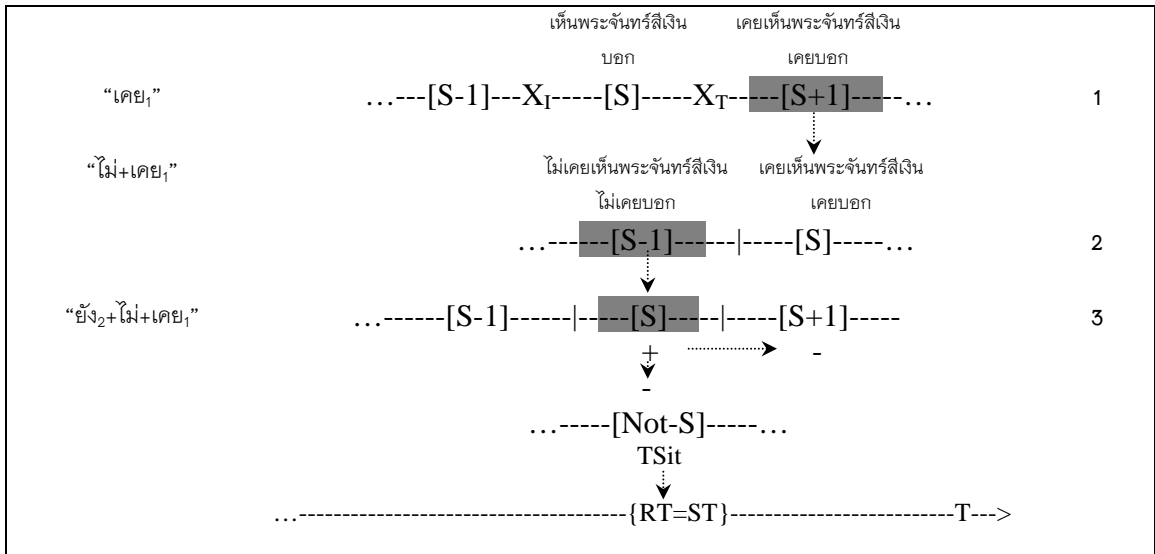 เห็นพระจันทร์สีเงิน เคยเห็นพระจันทร์สีเงิน
บอก เคยบอก
“เคย₁” …---[S-1]---X_I-----[S]-----X_T-----[S+1]-----… 1
“ไม่+เคย₁” ไม่เคยเห็นพระจันทร์สีเงิน เคยเห็นพระจันทร์สีเงิน
ไม่เคยบอก เคยบอก
…------[S-1]------|-----[S]-----… 2
“ยัง₂+ไม่+เคย₁” …------[S-1]------|-----[S]-----|-----[S+1]----- 3
+ -
-
…-----[Not-S]-----…
TSit
…-------------------------------------{RT=ST}--------------------------T--->